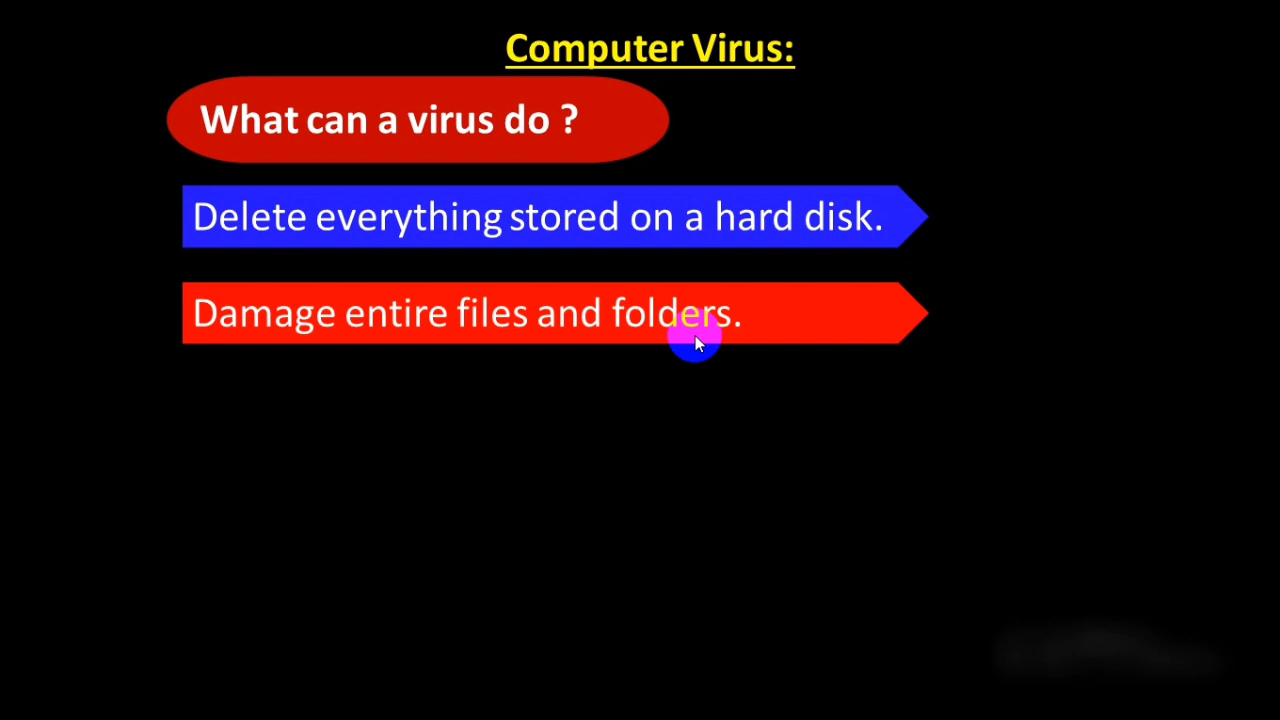 Computer Virus:
What can a virus do ?
Delete everything stored on a hard disk.
Damage entire files and folders.